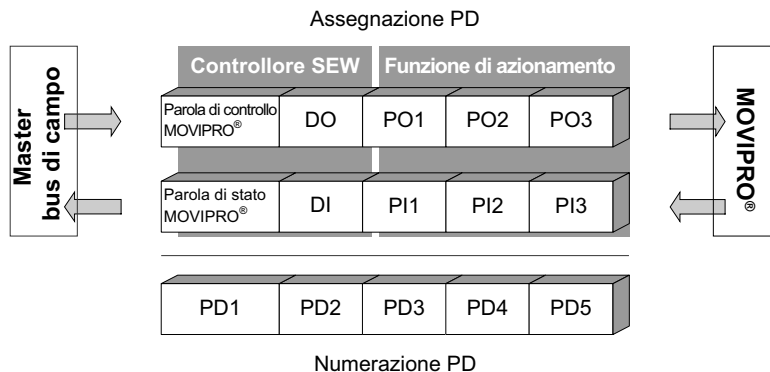 Assegnazione PD
Controllore SEW
Funzione di azionamento
Master
bus di campo
Parola di controllo
MOVIPRO®
DO
PO1
PO2
PO3
MOVIPRO®
Parola di stato
MOVIPRO®
DI
PI1
PI2
PI3
PD1
PD2
PD3
PD4
PD5
Numerazione PD